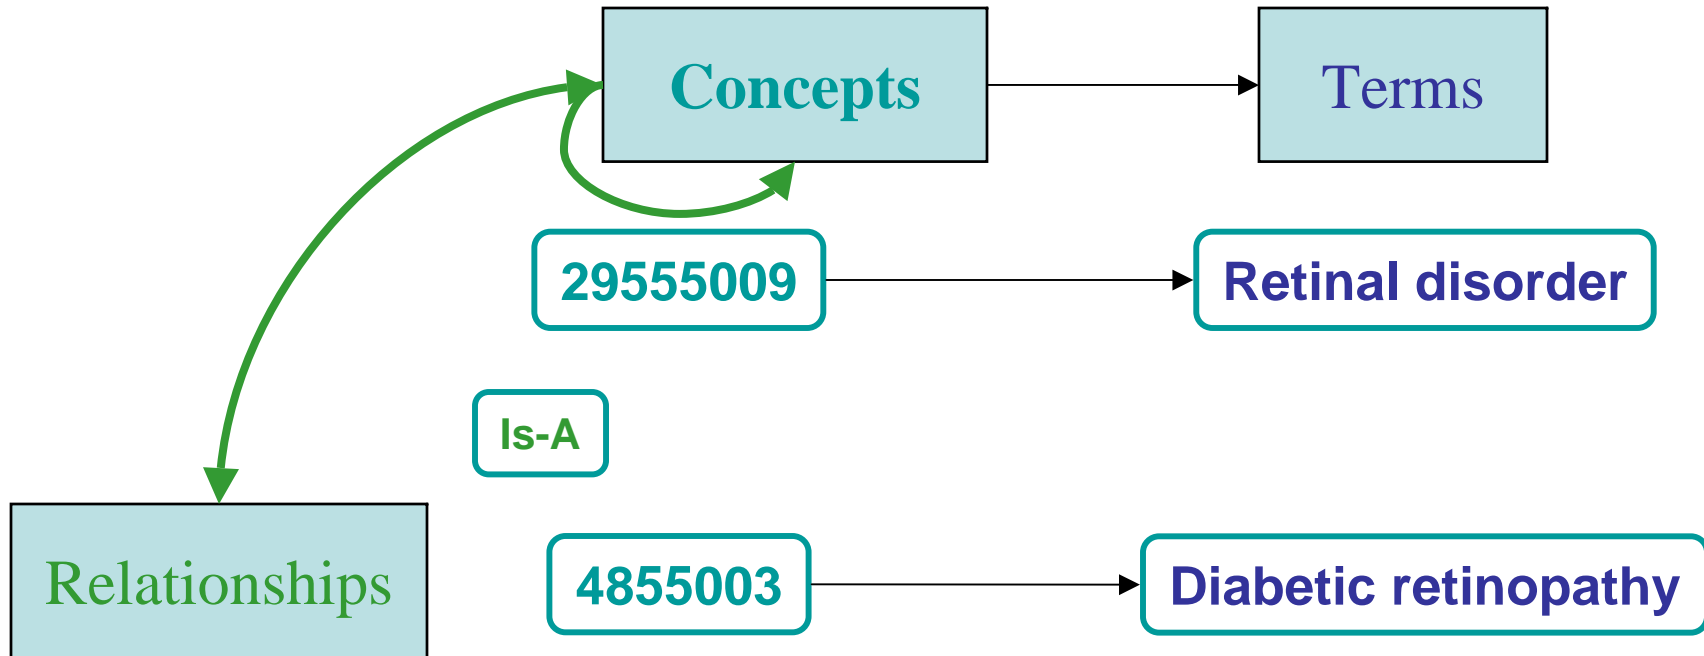 Concepts
Terms
29555009
Retinal disorder
Is-A
Relationships
4855003
Diabetic retinopathy